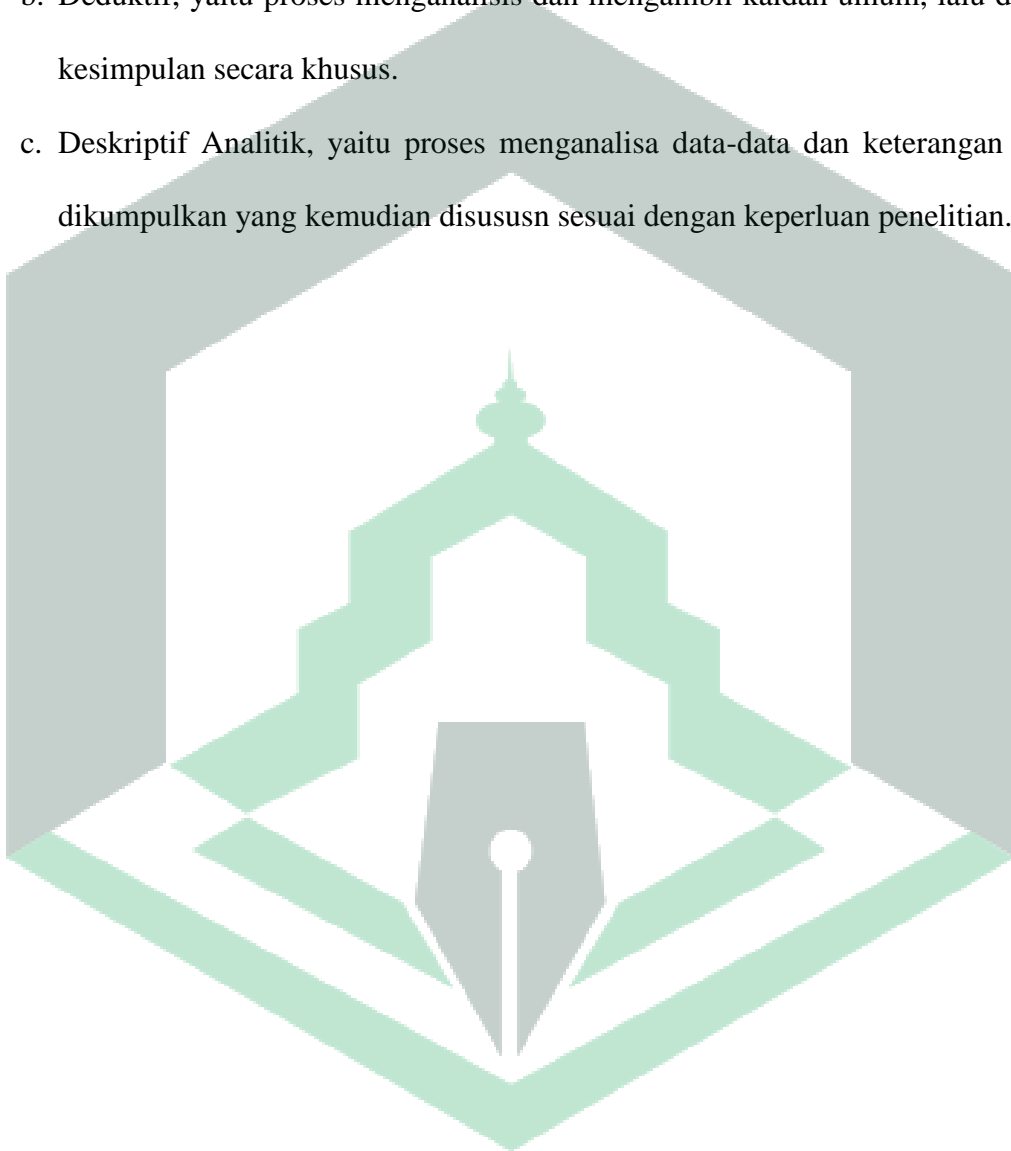 b. Deduktif, yaitu proses menganalisis dan mengambil kaidah umum, lalu
kesimpulan secara khusus.
c. Deskriptif Analitik, yaitu proses menganalisa data-data dan keterangan
dikumpulkan yang kemudian disususn sesuai dengan keperluan penelitian.